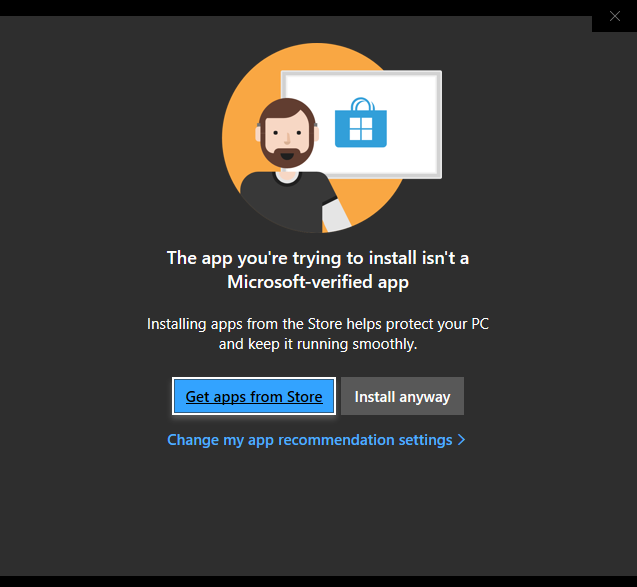 The app you're trying to install isn't a
Microsoft-verified app
Installing apps from the Store helps protect your PC
and keep it running smoothly.
Get apps from Store
Install anyway
Change my app recommendation settings